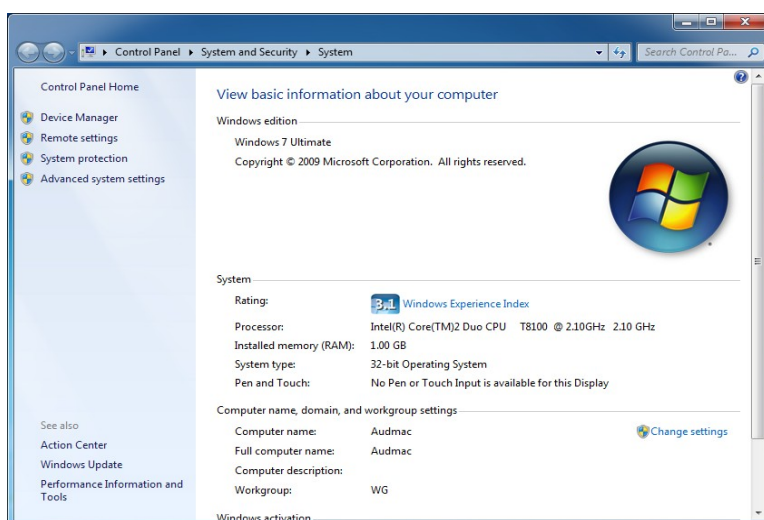 Control Panel ▸ System and Security ▸ System
Search Control Pa...
Control Panel Home
Device Manager
Remote settings
System protection
Advanced system settings
View basic information about your computer
Windows edition
Windows 7 Ultimate
Copyright © 2009 Microsoft Corporation. All rights reserved.
System
Rating: 3,1 Windows Experience Index
Processor: Intel(R) Core(TM)2 Duo CPU T8100 @ 2.10GHz 2.10 GHz
Installed memory (RAM): 1.00 GB
System type: 32-bit Operating System
Pen and Touch: No Pen or Touch Input is available for this Display
Computer name, domain, and workgroup settings
Computer name: Audmac Change settings
Full computer name: Audmac
Computer description:
Workgroup: WG
Windows activation
See also
Action Center
Windows Update
Performance Information and
Tools